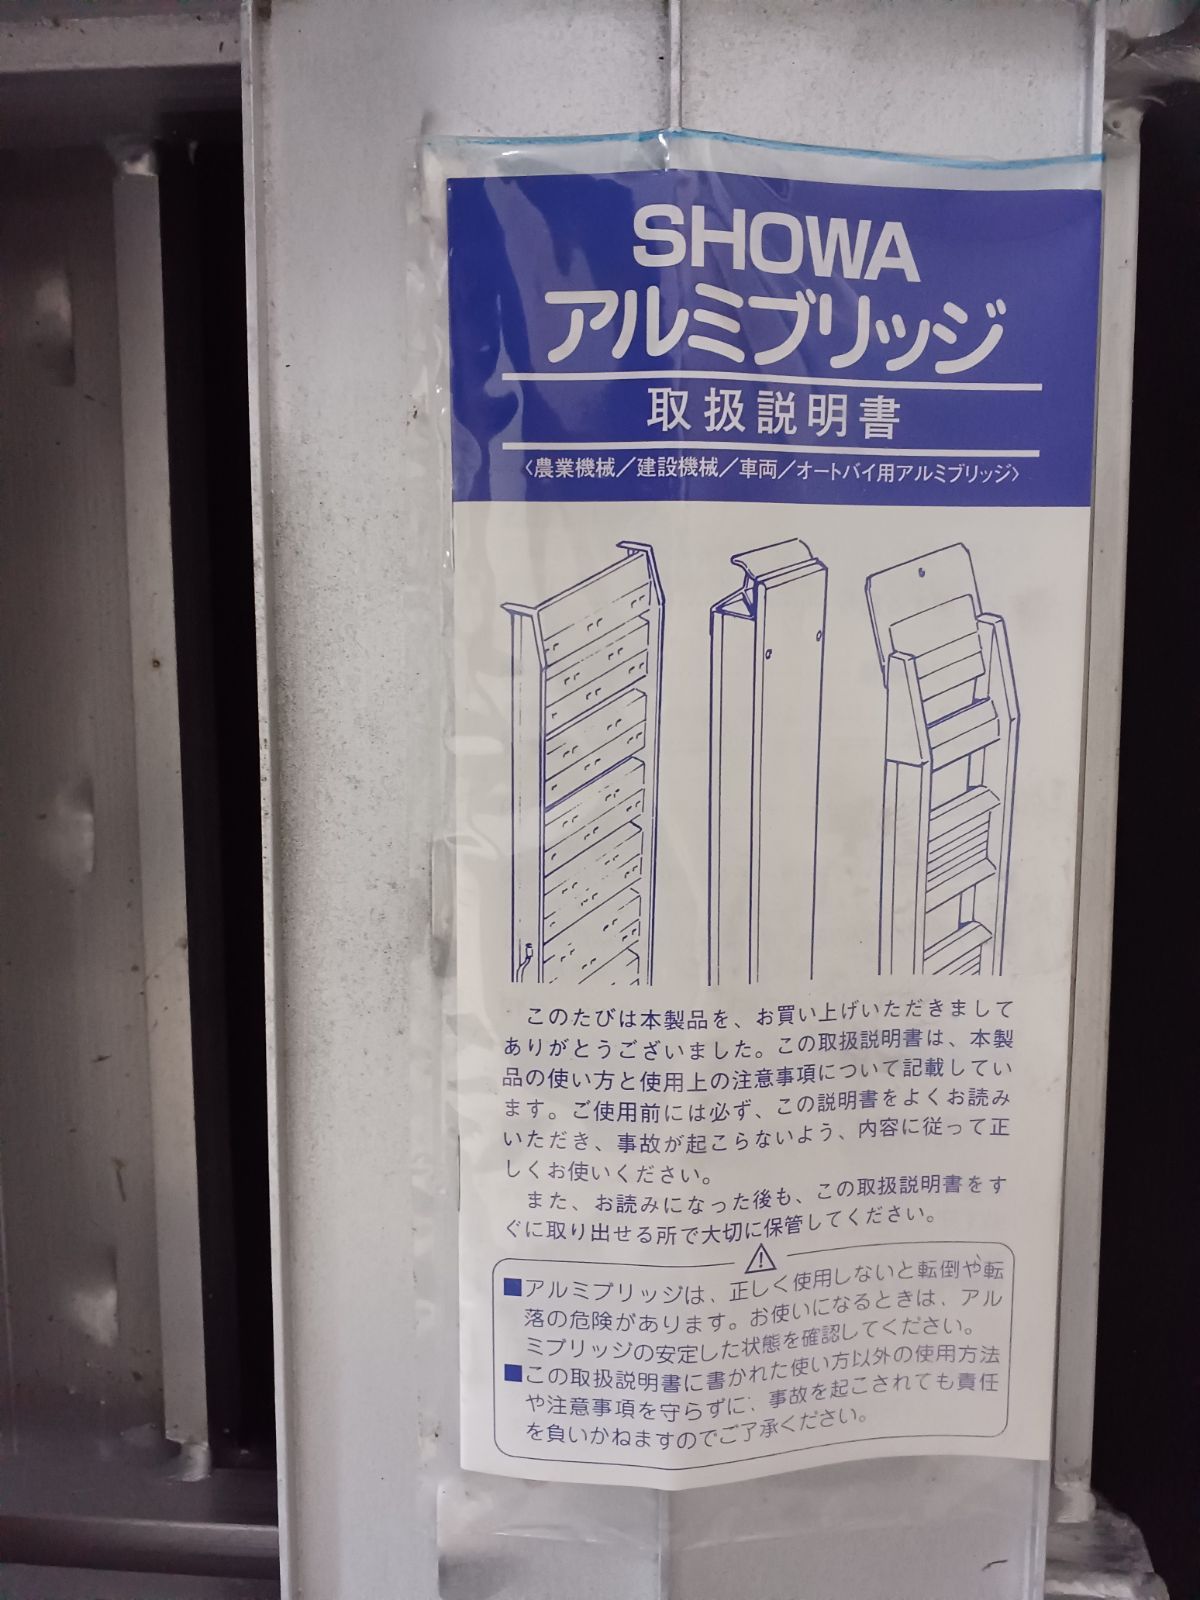 SHOWA
アルミブリッジ
取扱説明書
〈農業機械／建設機械／車両／オートバイ用アルミブリッジ〉
このたびは本製品を、お買い上げいただきまして
ありがとうございました。この取扱説明書は、本製
品の使い方と使用上の注意事項について記載してい
ます。ご使用前には必ず、この説明書をよくお読み
いただき、事故が起こらないよう、内容に従って正
しくお使いください。
また、お読みになった後も、この取扱説明書をす
ぐに取り出せる所で大切に保管してください。
■アルミブリッジは、正しく使用しないと転倒や転
落の危険があります。お使いになるときは、アル
ミブリッジの安定した状態を確認してください。
■この取扱説明書に書かれた使い方以外の使用方法
や注意事項を守らずに、事故を起こされても責任
を負いかねますのでご了承ください。